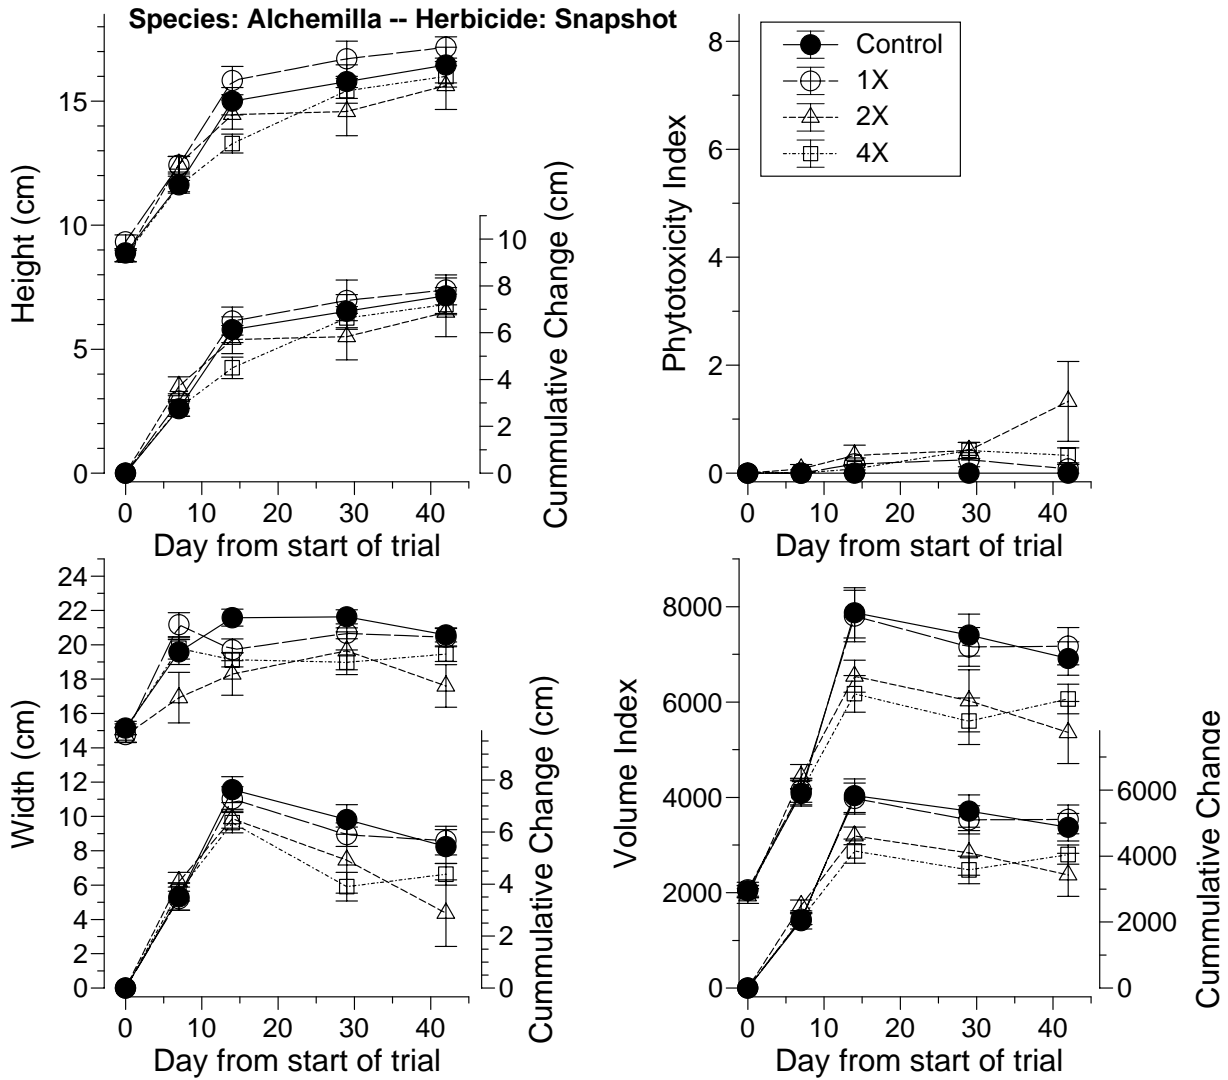 Species: Alchemilla -- Herbicide: Snapshot
Height (cm)
15
10
5
0
Cummulative Change (cm)
10
8
6
4
2
0
0 10 20 30 40
Day from start of trial
Phytotoxicity Index
8
6
4
2
0
Control
1X
2X
4X
0 10 20 30 40
Day from start of trial
Width (cm)
24
22
20
18
16
14
12
10
8
6
4
2
0
Cummulative Change (cm)
8
6
4
2
0
0 10 20 30 40
Day from start of trial
Volume Index
8000
6000
4000
2000
0
Cummulative Change
6000
4000
2000
0
0 10 20 30 40
Day from start of trial